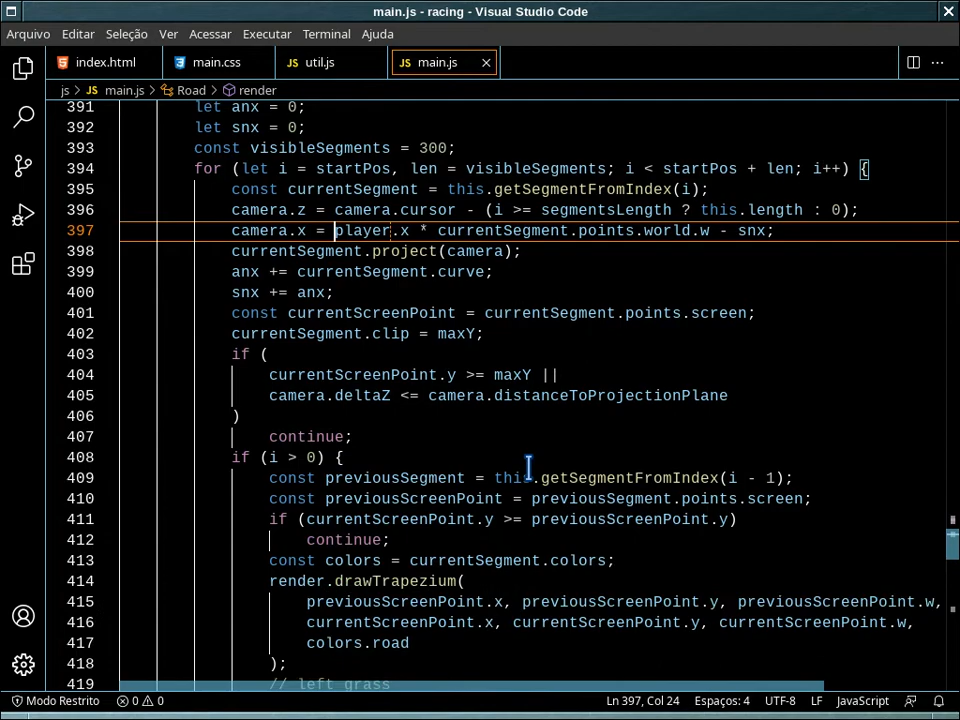 main.js - racing - Visual Studio Code
Arquivo Editar Seleção Ver Acessar Executar Terminal Ajuda
index.html main.css JS util.js JS main.js
js > JS main.js > Road > render
391 let anx = 0;
392 let snx = 0;
393 const visibleSegments = 300;
394 for (let i = startPos, len = visibleSegments; i < startPos + len; i++) {
395 const currentSegment = this.getSegmentFromIndex(i);
396 camera.z = camera.cursor - (i >= segmentsLength ? this.length : 0);
397 camera.x = player.x * currentSegment.points.world.w - snx;
398 currentSegment.project(camera);
399 anx += currentSegment.curve;
400 snx += anx;
401 const currentScreenPoint = currentSegment.points.screen;
402 currentSegment.clip = maxY;
403 if (
404 currentScreenPoint.y >= maxY ||
405 camera.deltaZ <= camera.distanceToProjectionPlane
406 )
407 continue;
408 if (i > 0) {
409 const previousSegment = this.getSegmentFromIndex(i - 1);
410 const previousScreenPoint = previousSegment.points.screen;
411 if (currentScreenPoint.y >= previousScreenPoint.y)
412 continue;
413 const colors = currentSegment.colors;
414 render.drawTrapezium(
415 previousScreenPoint.x, previousScreenPoint.y, previousScreenPoint.w,
416 currentScreenPoint.x, currentScreenPoint.y, currentScreenPoint.w,
417 colors.road
418 );
419 // left grass
Modo Restrito 0 0 Ln 397, Col 24 Espaços: 4 UTF-8 LF JavaScript